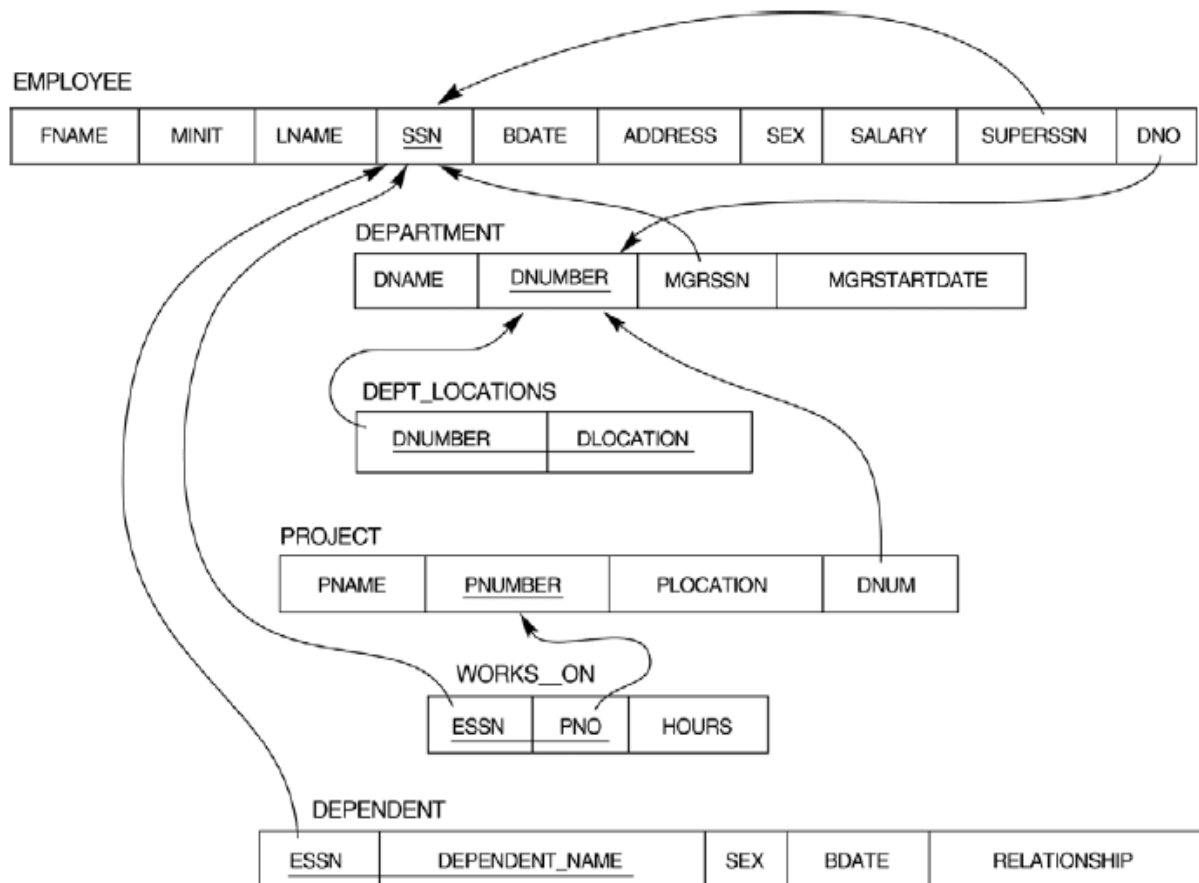 EMPLOYEE
FNAME MINIT LNAME SSN BDATE ADDRESS SEX SALARY SUPERSSN DNO
DEPARTMENT
DNAME DNUMBER MGRSSN MGRSTARTDATE
DEPT_LOCATIONS
DNUMBER DLOCATION
PROJECT
PNAME PNUMBER PLOCATION DNUM
WORKS__ON
ESSN PNO HOURS
DEPENDENT
ESSN DEPENDENT_NAME SEX BDATE RELATIONSHIP